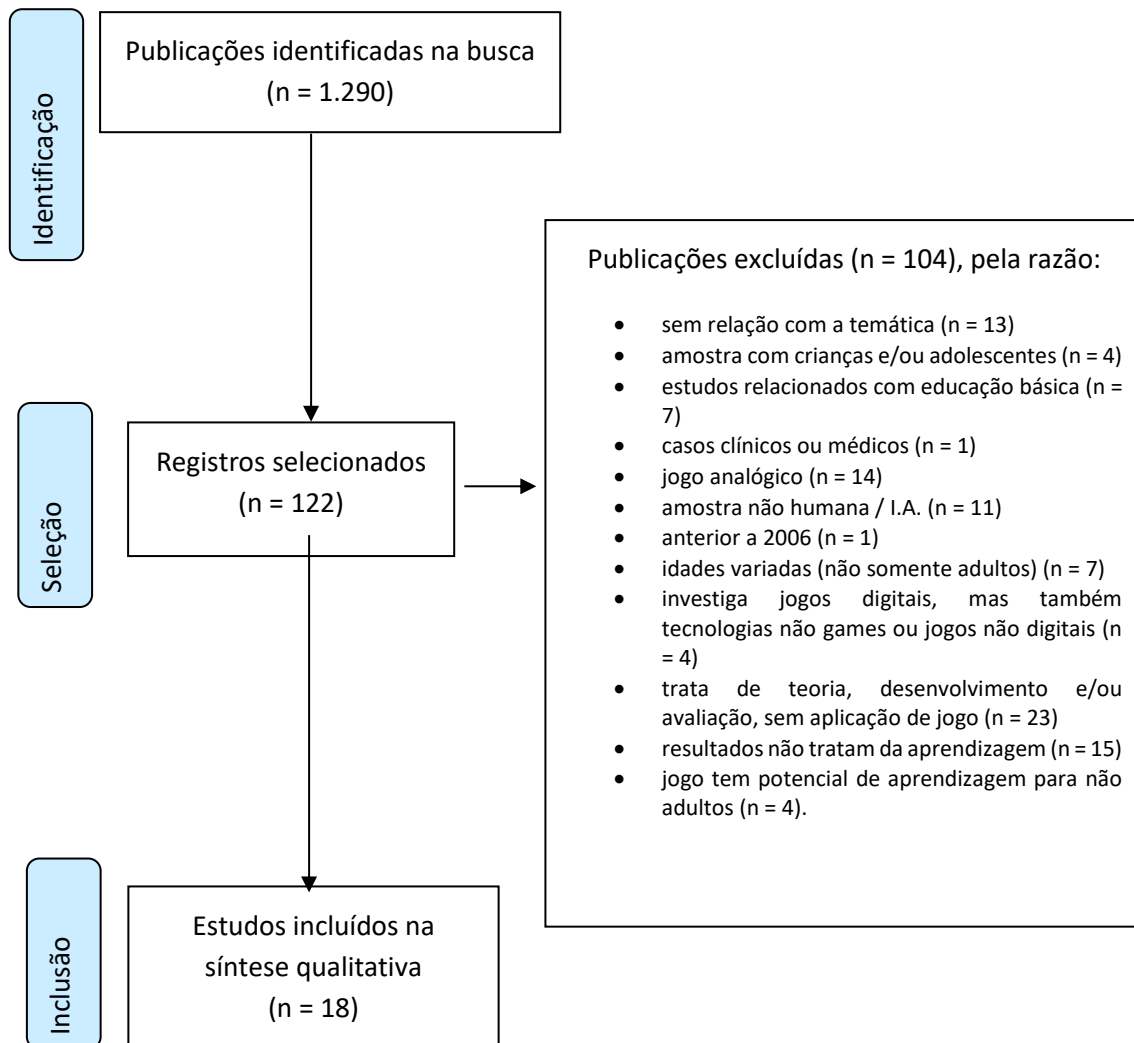 Identificação
Publicações identificadas na busca
(n = 1.290)
Publicações excluídas (n = 104), pela razão:
• sem relação com a temática (n = 13)
• amostra com crianças e/ou adolescentes (n = 4)
• estudos relacionados com educação básica (n =
7)
• casos clínicos ou médicos (n = 1)
• jogo analógico (n = 14)
• amostra não humana / I.A. (n = 11)
• anterior a 2006 (n = 1)
• idades variadas (não somente adultos) (n = 7)
• investiga jogos digitais, mas também
tecnologias não games ou jogos não digitais (n
= 4)
• trata de teoria, desenvolvimento e/ou
avaliação, sem aplicação de jogo (n = 23)
• resultados não tratam da aprendizagem (n = 15)
• jogo tem potencial de aprendizagem para não
adultos (n = 4).
Seleção
Registros selecionados
(n = 122)
Inclusão
Estudos incluídos na
síntese qualitativa
(n = 18)